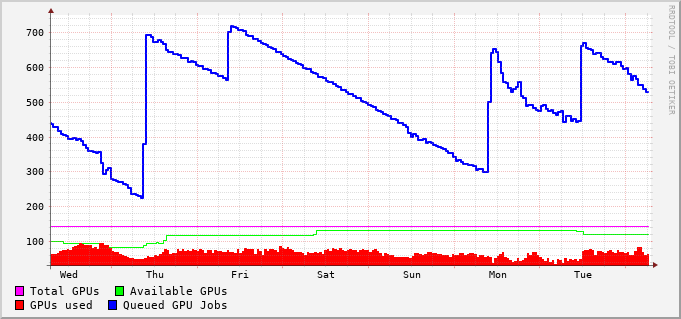 700
600
500
400
300
200
100
Wed Thu Fri Sat Sun Mon Tue
Total GPUs Available GPUs
GPUs used Queued GPU Jobs
RRDTOOL / TOBI OETIKER